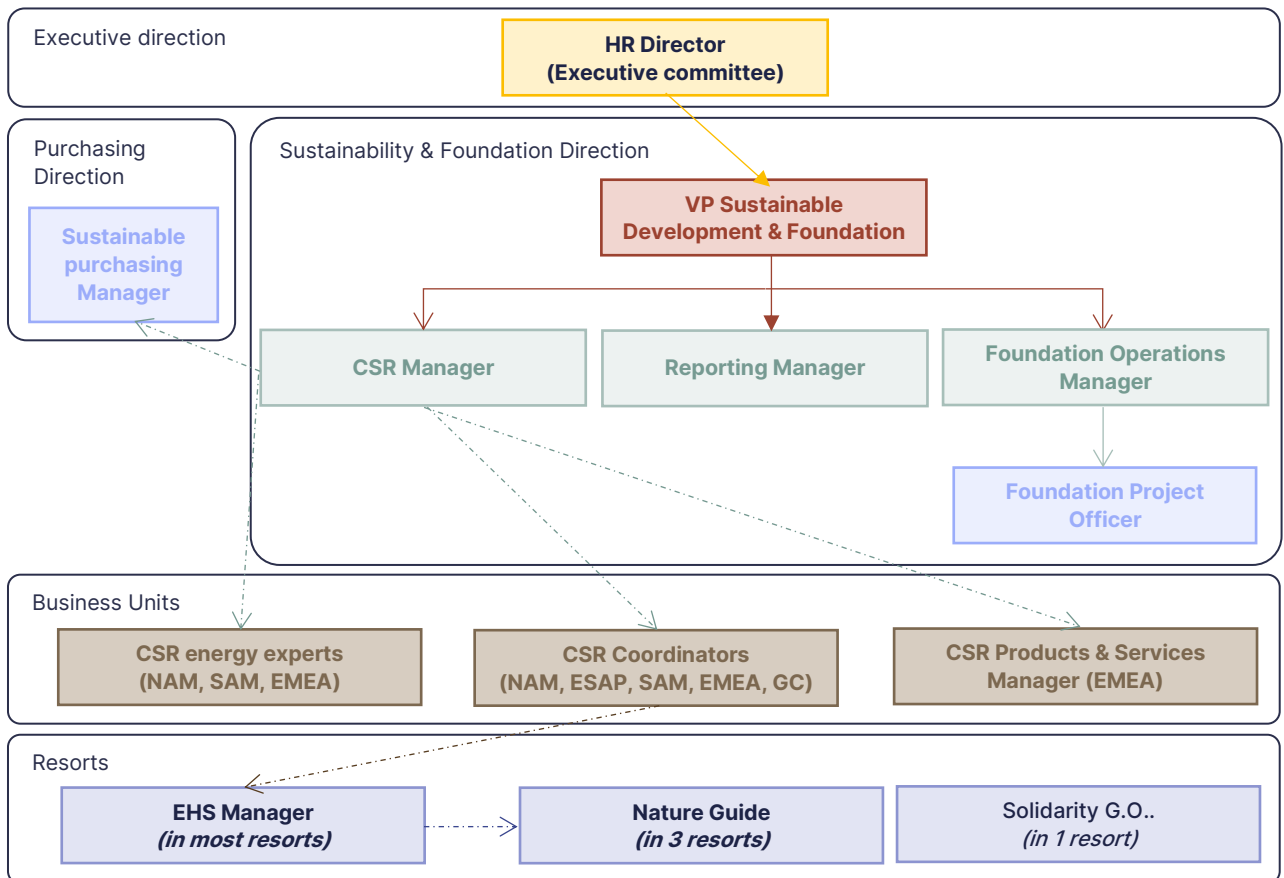 Executive direction
HR Director
(Executive committee)
Purchasing
Direction
Sustainable
purchasing
Manager
Sustainability & Foundation Direction
VP Sustainable
Development & Foundation
CSR Manager
Reporting Manager
Foundation Operations
Manager
Foundation Project
Officer
Business Units
CSR energy experts
(NAM, SAM, EMEA)
CSR Coordinators
(NAM, ESAP, SAM, EMEA, GC)
CSR Products & Services
Manager (EMEA)
Resorts
EHS Manager
(in most resorts)
Nature Guide
(in 3 resorts)
Solidarity G.O..
(in 1 resort)